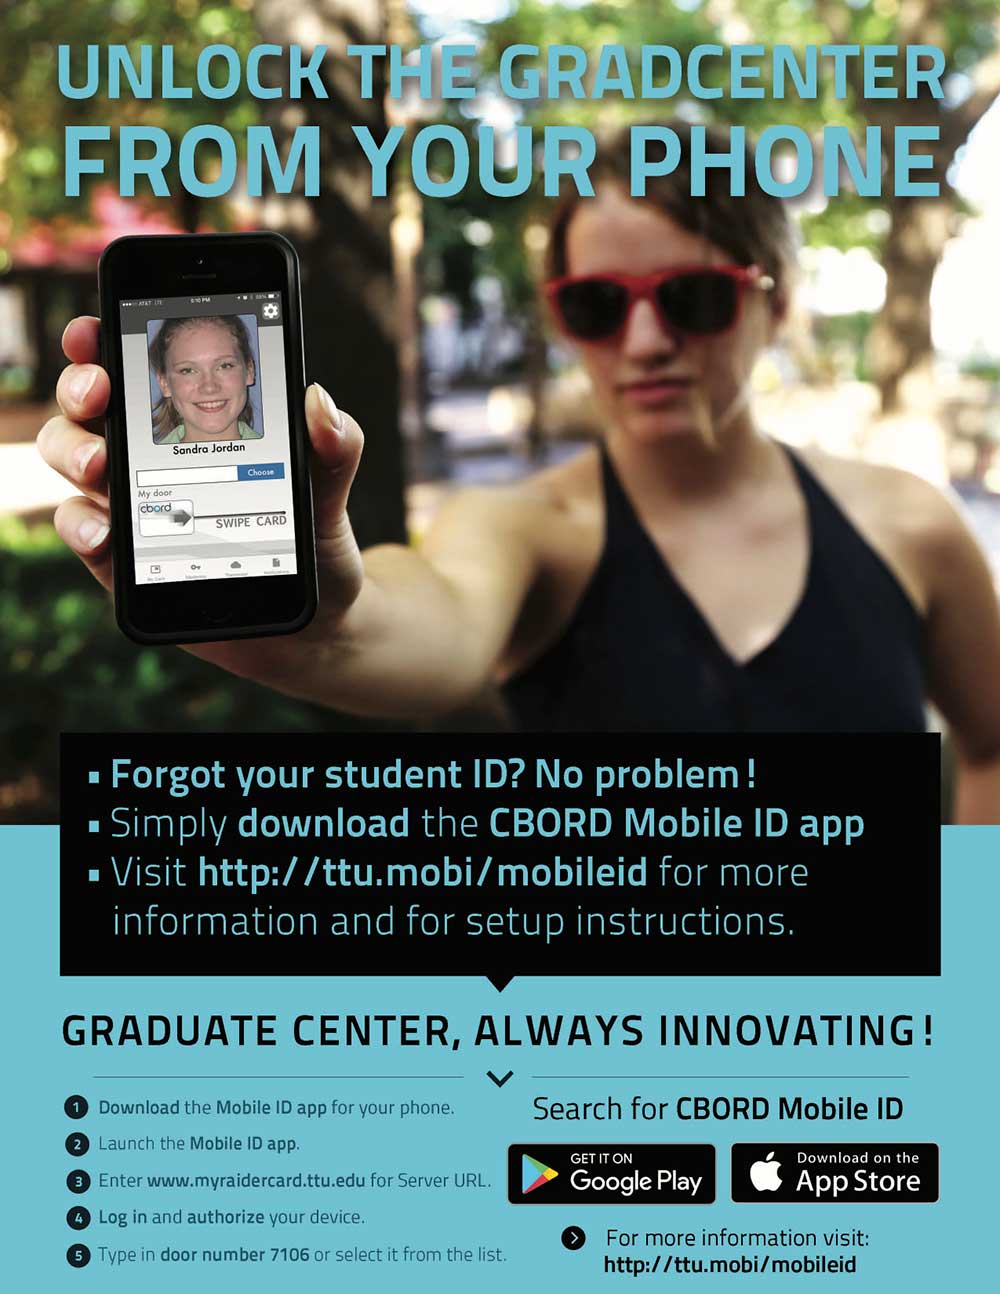 UNLOCK THE GRADCENTER
FROM YOUR PHONE
AT&T LTE 5:10 PM
Sandra Jordan
Choose
My door
cbord
SWIPE CARD
▪ Forgot your student ID? No problem!
▪ Simply download the CBORD Mobile ID app
▪ Visit http://ttu.mobi/mobileid for more
information and for setup instructions.
GRADUATE CENTER, ALWAYS INNOVATING!
1 Download the Mobile ID app for your phone.
2 Launch the Mobile ID app.
3 Enter www.myraidercard.ttu.edu for Server URL.
4 Log in and authorize your device.
5 Type in door number 7106 or select it from the list.
Search for CBORD Mobile ID
GET IT ON
Google Play
Download on the
App Store
For more information visit:
http://ttu.mobi/mobileid